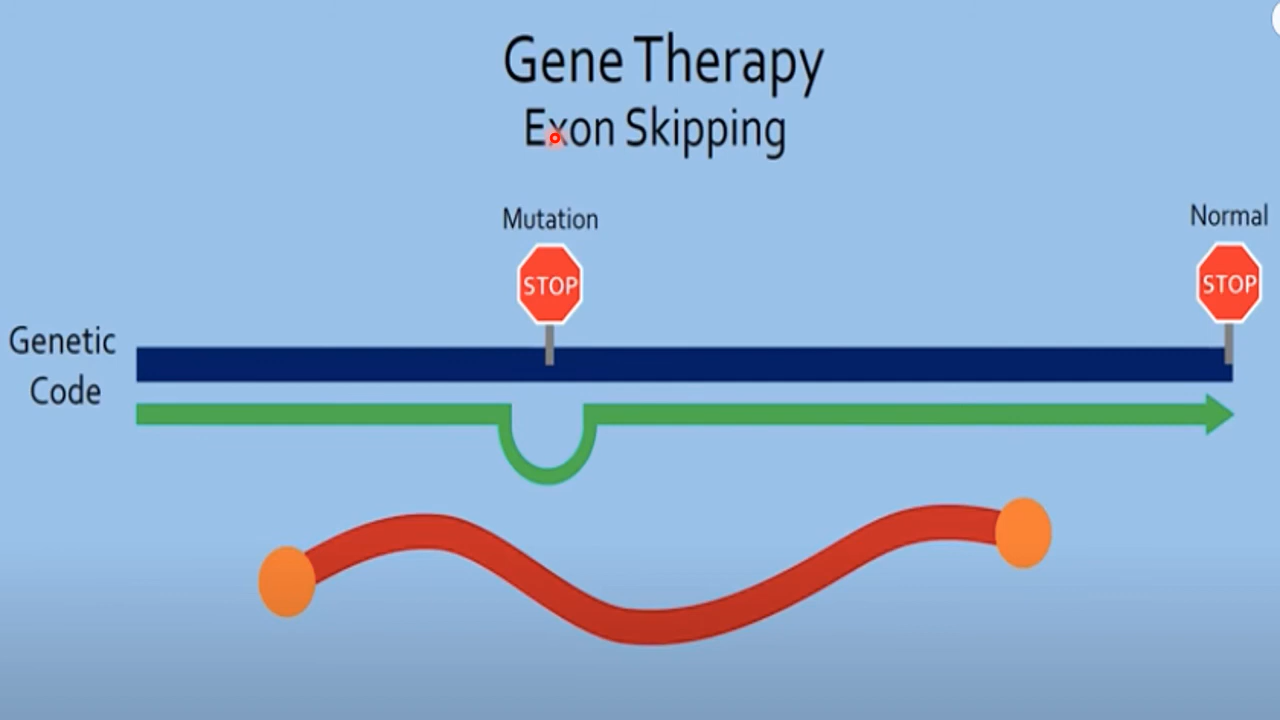 Gene Therapy
Exon Skipping
Mutation
Normal
STOP
STOP
Genetic
Code